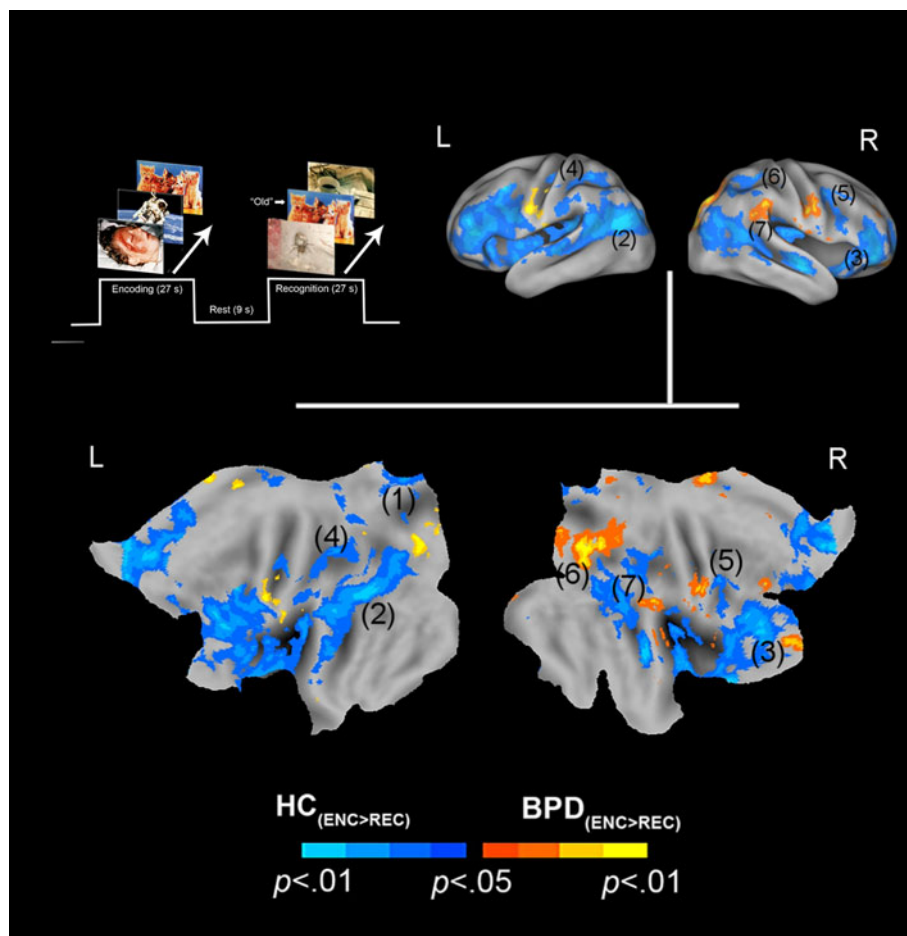 L
R
(4)
(2)
(6)
(5)
(7)
(3)
"Old"
Encoding (27 s)
Rest (9 s)
Recognition (27 s)
L
R
(1)
(4)
(2)
(5)
(6)
(7)
(3)
HC(ENC>REC)
BPD(ENC>REC)
p<.01
p<.05
p<.01